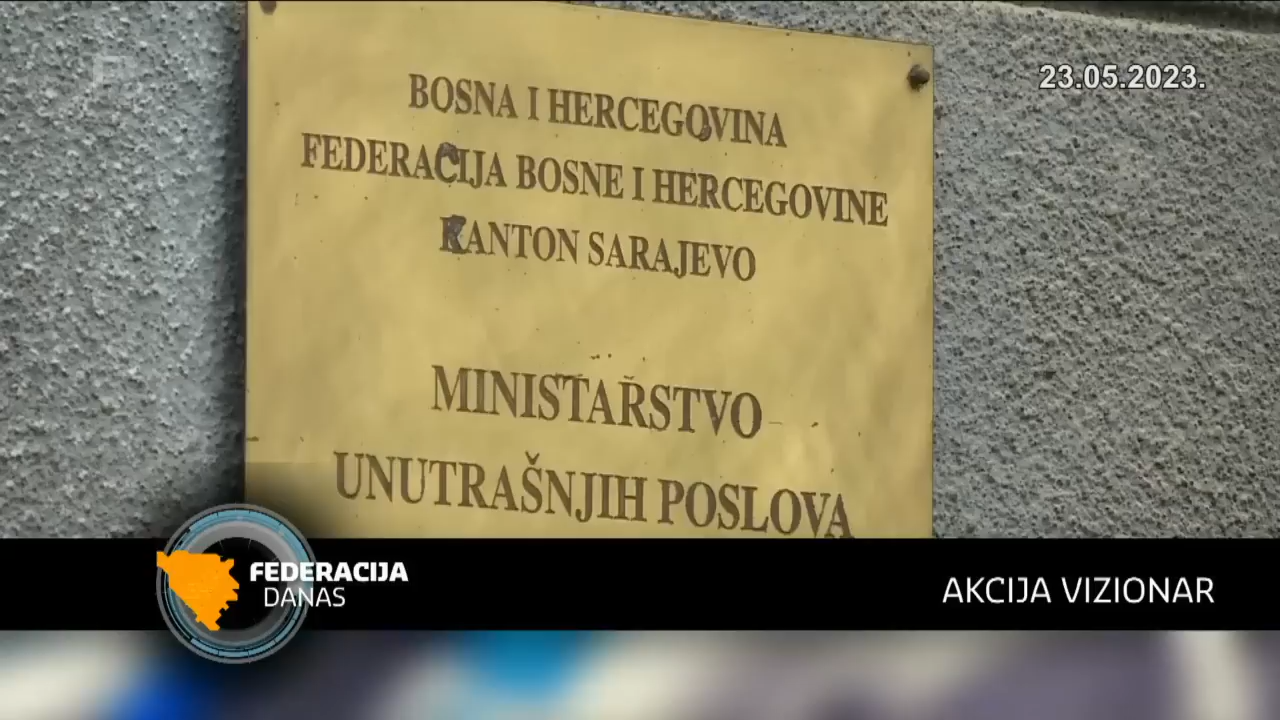 23.05.2023.
BOSNA I HERCEGOVINA
FEDERACIJA BOSNE I HERCEGOVINE
KANTON SARAJEVO
MINISTARSTVO
UNUTRAŠNJIH POSLOVA
FEDERACIJA
DANAS
AKCIJA VIZIONAR